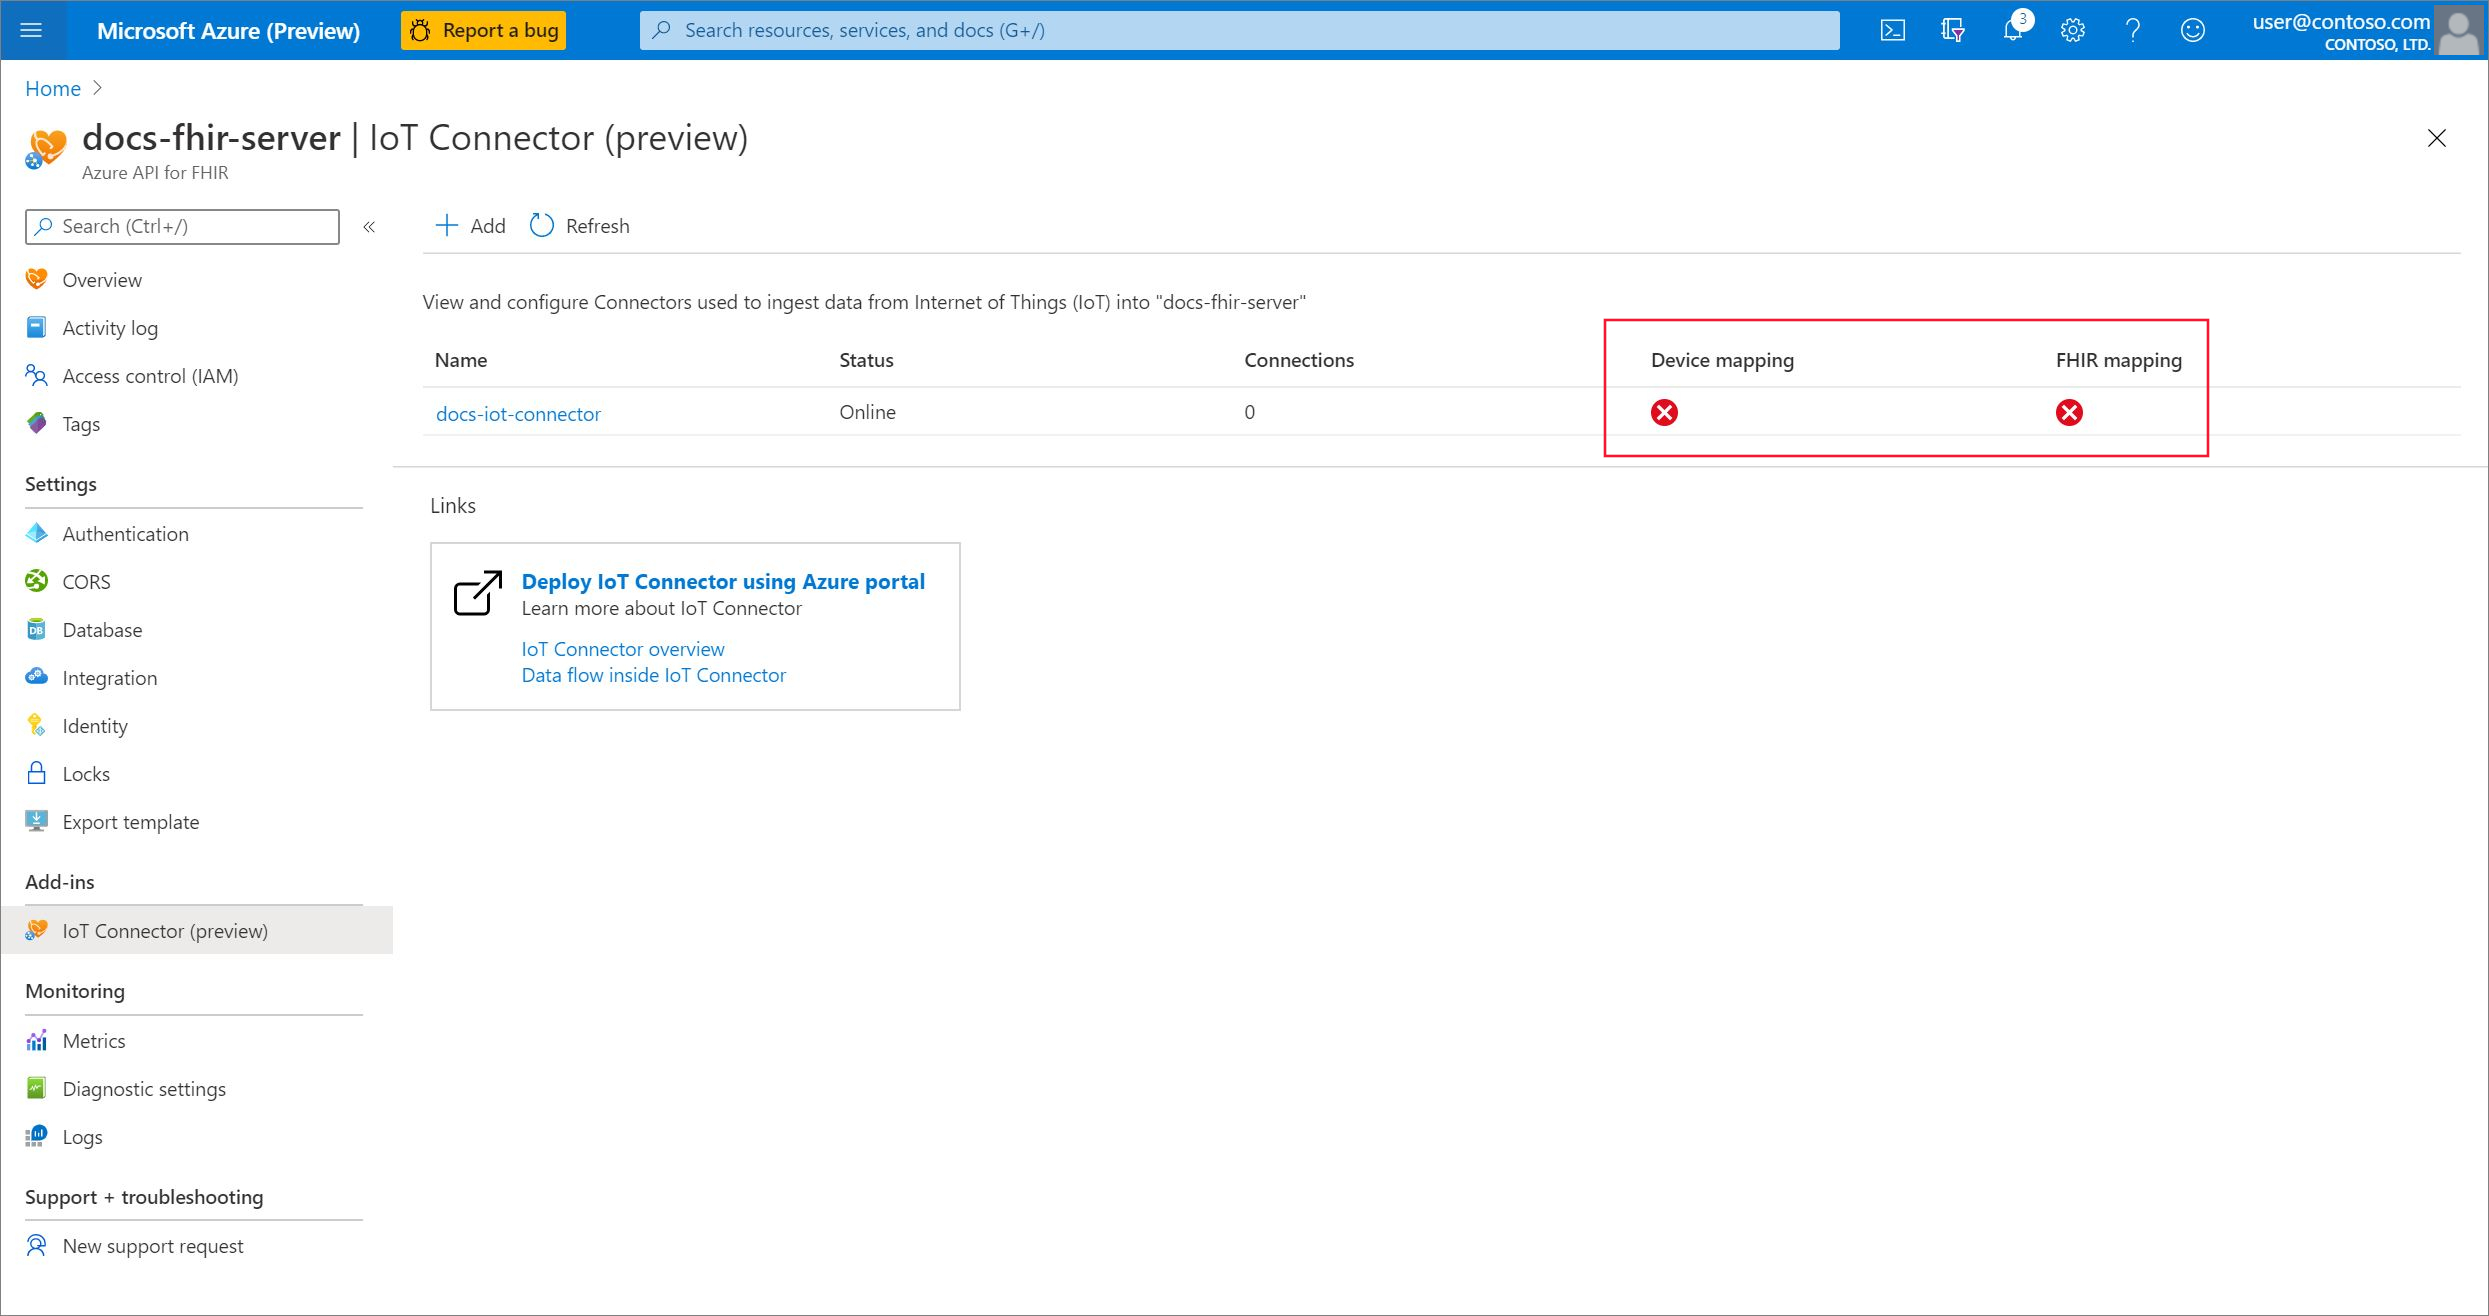 Microsoft Azure (Preview)
Report a bug
Search resources, services, and docs (G+/)
3
user@contoso.com
CONTOSO, LTD.
Home
docs-fhir-server | IoT Connector (preview)
Azure API for FHIR
Search (Ctrl+/)
«
Overview
Activity log
Access control (IAM)
Tags
Settings
Authentication
CORS
Database
Integration
Identity
Locks
Export template
Add-ins
IoT Connector (preview)
Monitoring
Metrics
Diagnostic settings
Logs
Support + troubleshooting
New support request
Add
Refresh
View and configure Connectors used to ingest data from Internet of Things (IoT) into "docs-fhir-server"
Name Status Connections Device mapping FHIR mapping
docs-iot-connector Online 0
Links
Deploy IoT Connector using Azure portal
Learn more about IoT Connector
IoT Connector overview
Data flow inside IoT Connector